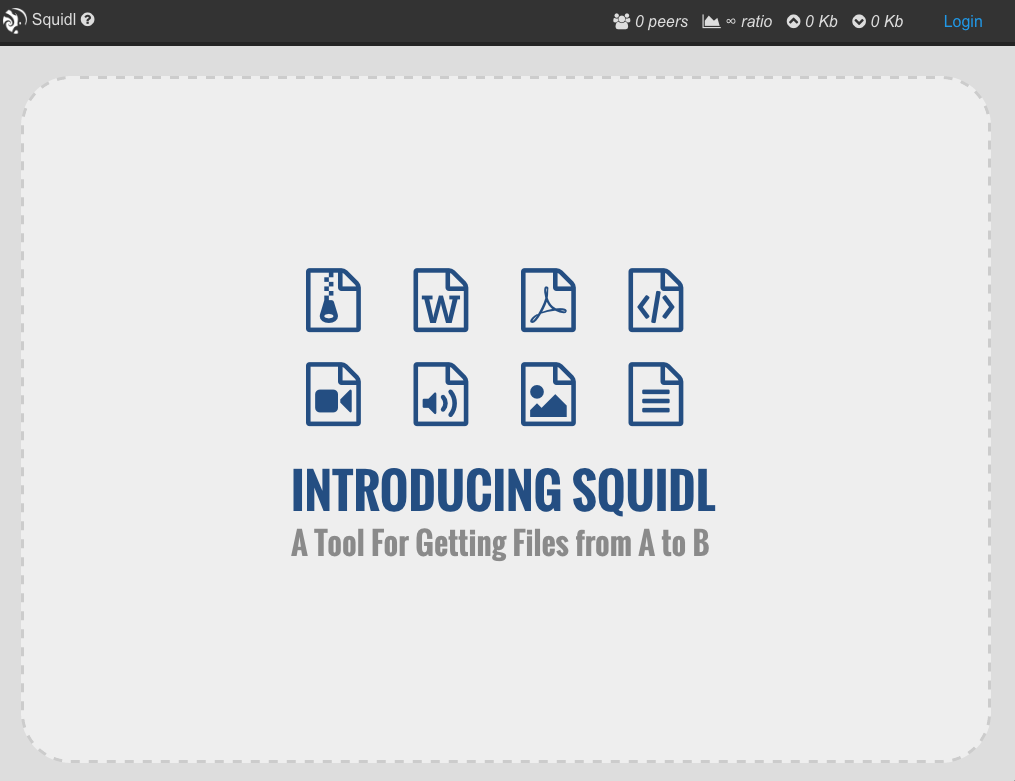 Squidl
0 peers ∞ ratio 0 Kb 0 Kb Login
W
</>
INTRODUCING SQUIDL
A Tool For Getting Files from A to B